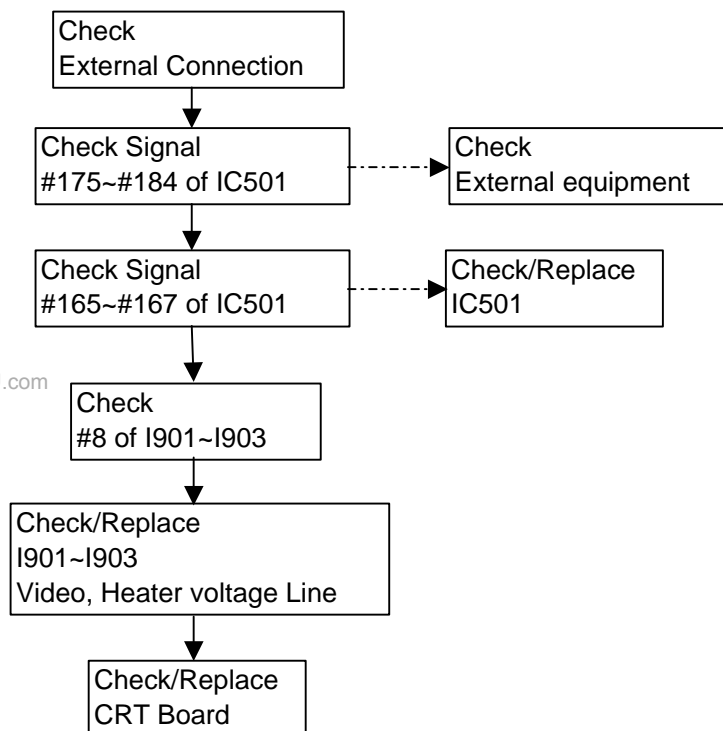 Check
External Connection
Check Signal
#175~#184 of IC501
Check
External equipment
Check Signal
#165~#167 of IC501
Check/Replace
IC501
.com
Check
#8 of I901~I903
Check/Replace
I901~I903
Video, Heater voltage Line
Check/Replace
CRT Board